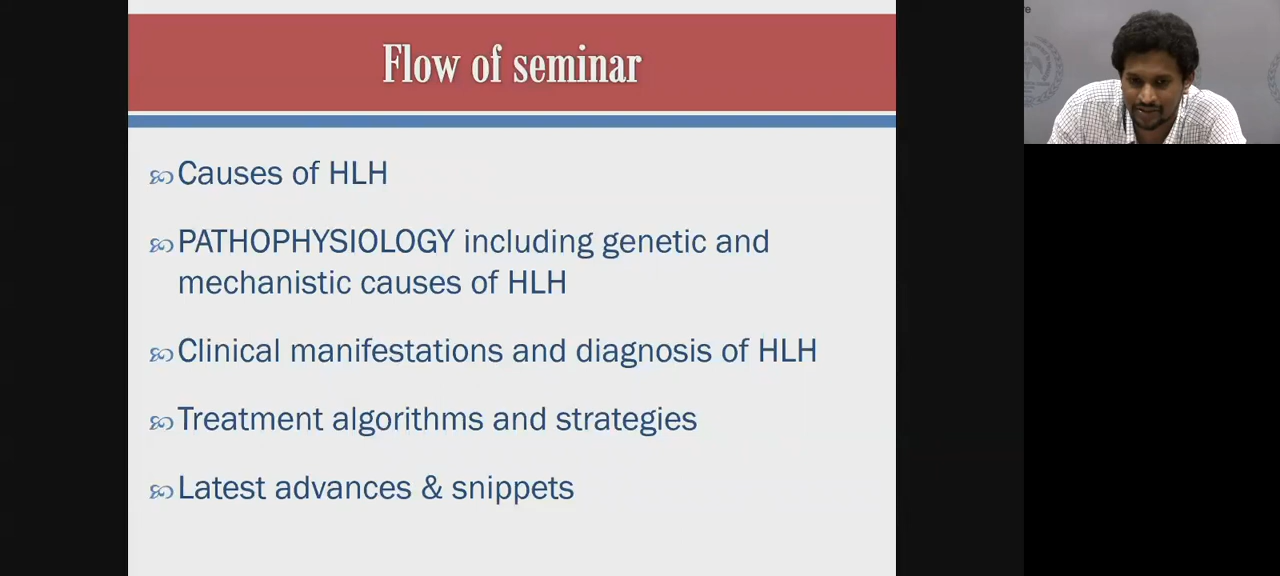 Flow of seminar
Causes of HLH
PATHOPHYSIOLOGY including genetic and
mechanistic causes of HLH
Clinical manifestations and diagnosis of HLH
Treatment algorithms and strategies
Latest advances & snippets
re